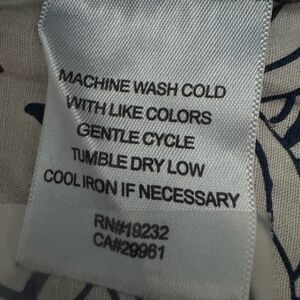 MACHINE WASH COLD
WITH LIKE COLORS
GENTLE CYCLE
TUMBLE DRY LOW
COOL IRON IF NECESSARY
RN#19232
CA#29961